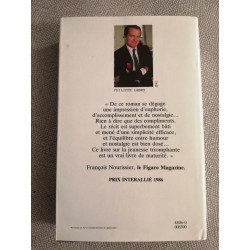 PHILIPPE LABRO
« De ce roman se dégage
une impression d'euphorie,
d'accomplissement et de nostalgie...
Rien à dire que des compliments.
Le récit est superbement bâti
et mené d'une simplicité efficace,
et l'équilibre entre humour
et nostalgie est bien dosé...
Ce livre sur la jeunesse triomphante
est un vrai livre de maturité. »
François Nourissier, le Figaro Magazine.
PRIX INTERALLIÉ 1986